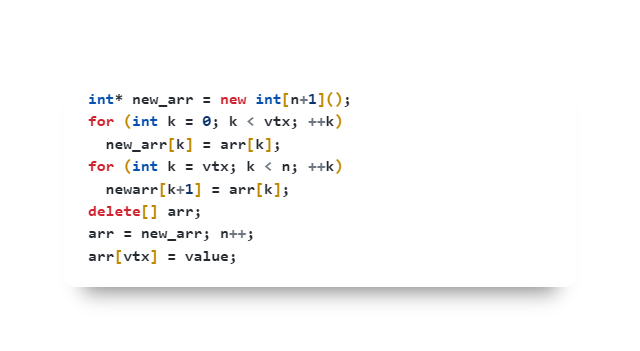 int* new_arr = new int[n+1]();
for (int k = 0; k < vtx; ++k)
  new_arr[k] = arr[k];
for (int k = vtx; k < n; ++k)
  newarr[k+1] = arr[k];
delete[] arr;
arr = new_arr; n++;
arr[vtx] = value;